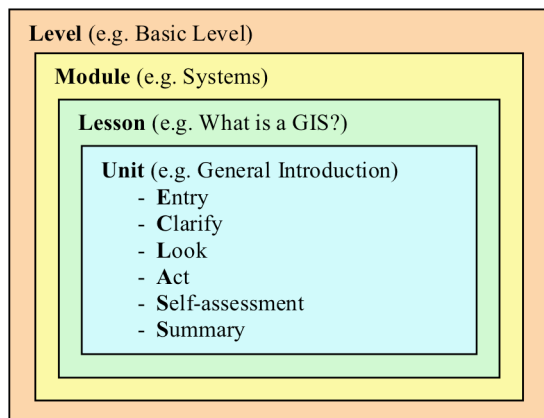 Level (e.g. Basic Level)
Module (e.g. Systems)
Lesson (e.g. What is a GIS?)
Unit (e.g. General Introduction)
- Entry
- Clarify
- Look
- Act
- Self-assessment
- Summary